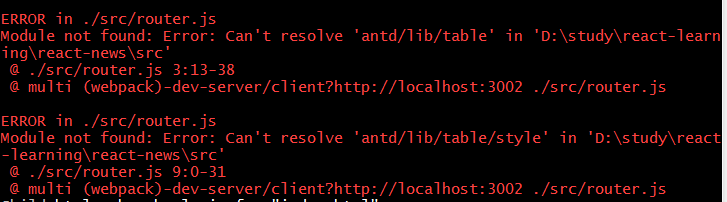 ERROR in ./src/router.js
Module not found: Error: Can't resolve 'antd/lib/table' in 'D:\study\react-learn
ing\react-news\src'
 @ ./src/router.js 3:13-38
 @ multi (webpack)-dev-server/client?http://localhost:3002 ./src/router.js
ERROR in ./src/router.js
Module not found: Error: Can't resolve 'antd/lib/table/style' in 'D:\study\react
-learning\react-news\src'
 @ ./src/router.js 9:0-31
 @ multi (webpack)-dev-server/client?http://localhost:3002 ./src/router.js